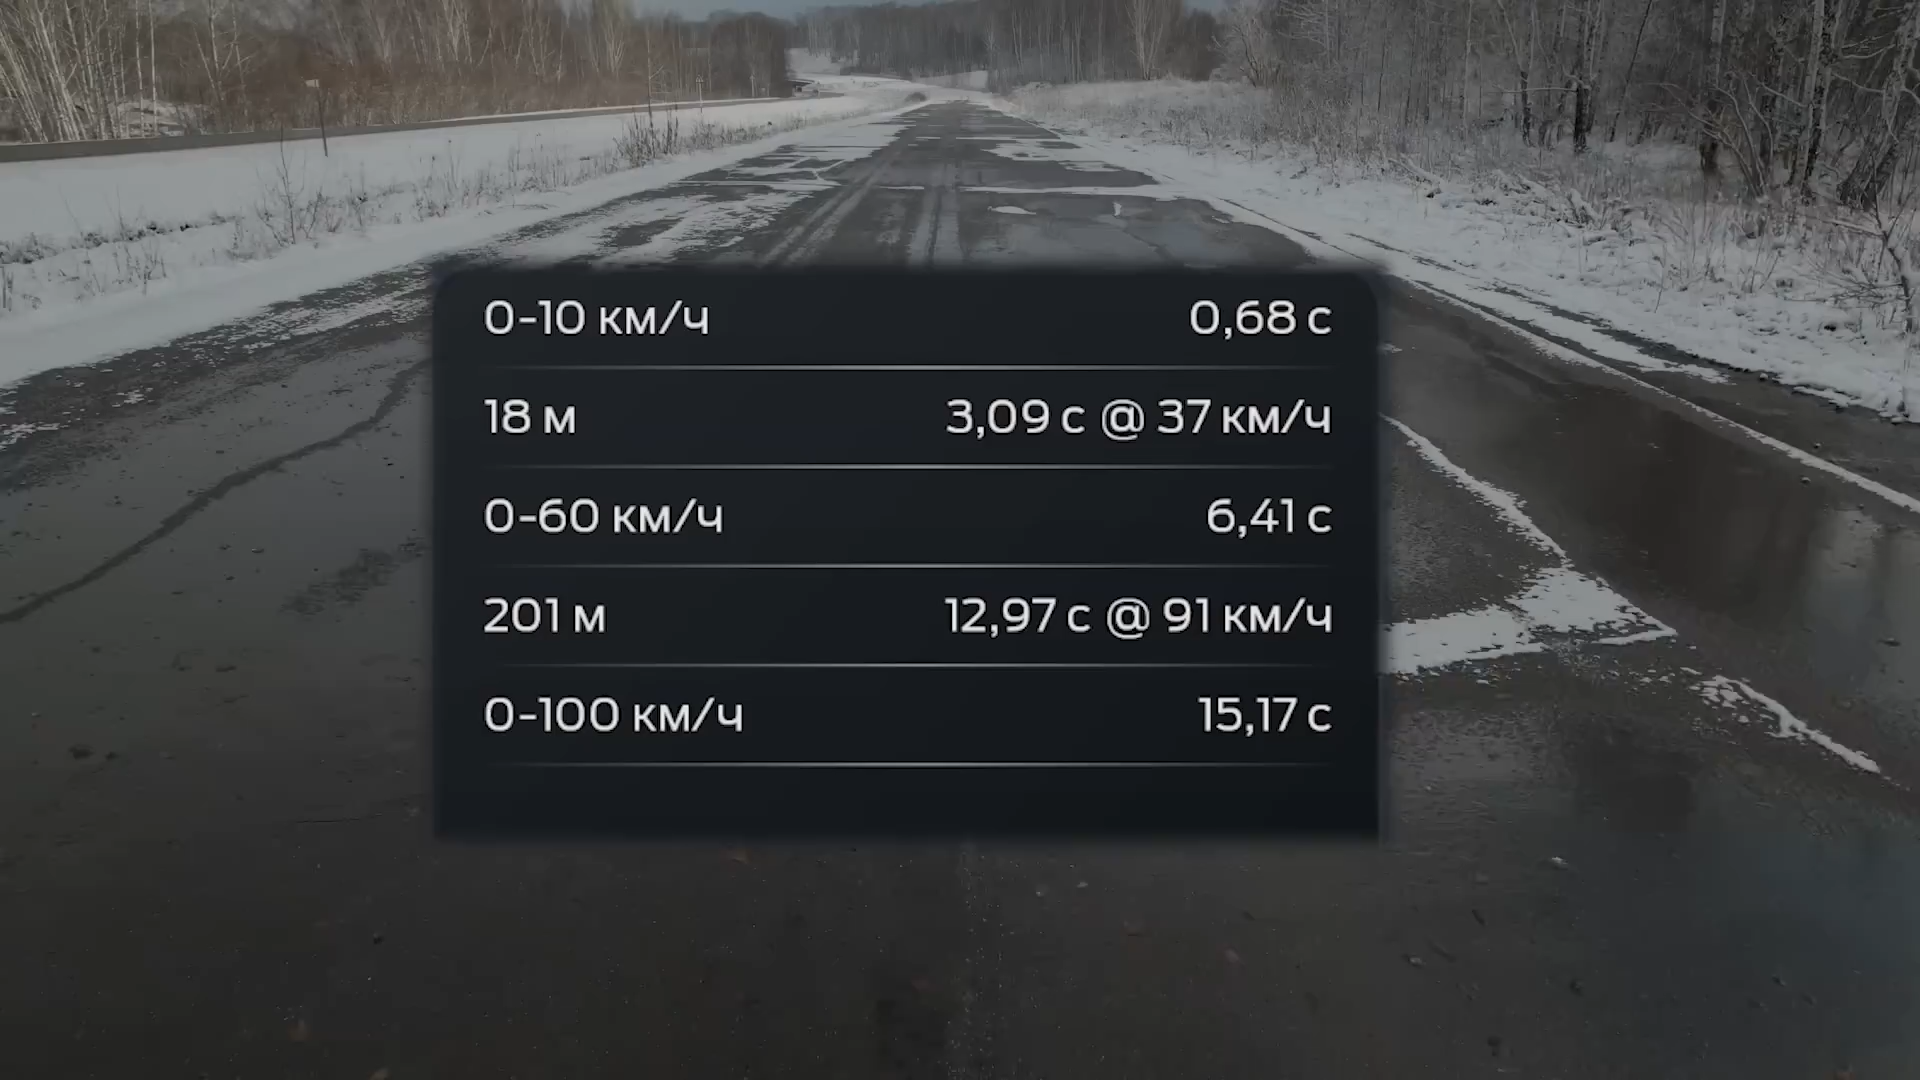 0-10 км/ч 0,68 с
18 м 3,09 с @ 37 км/ч
0-60 км/ч 6,41 с
201 м 12,97 с @ 91 км/ч
0-100 км/ч 15,17 с